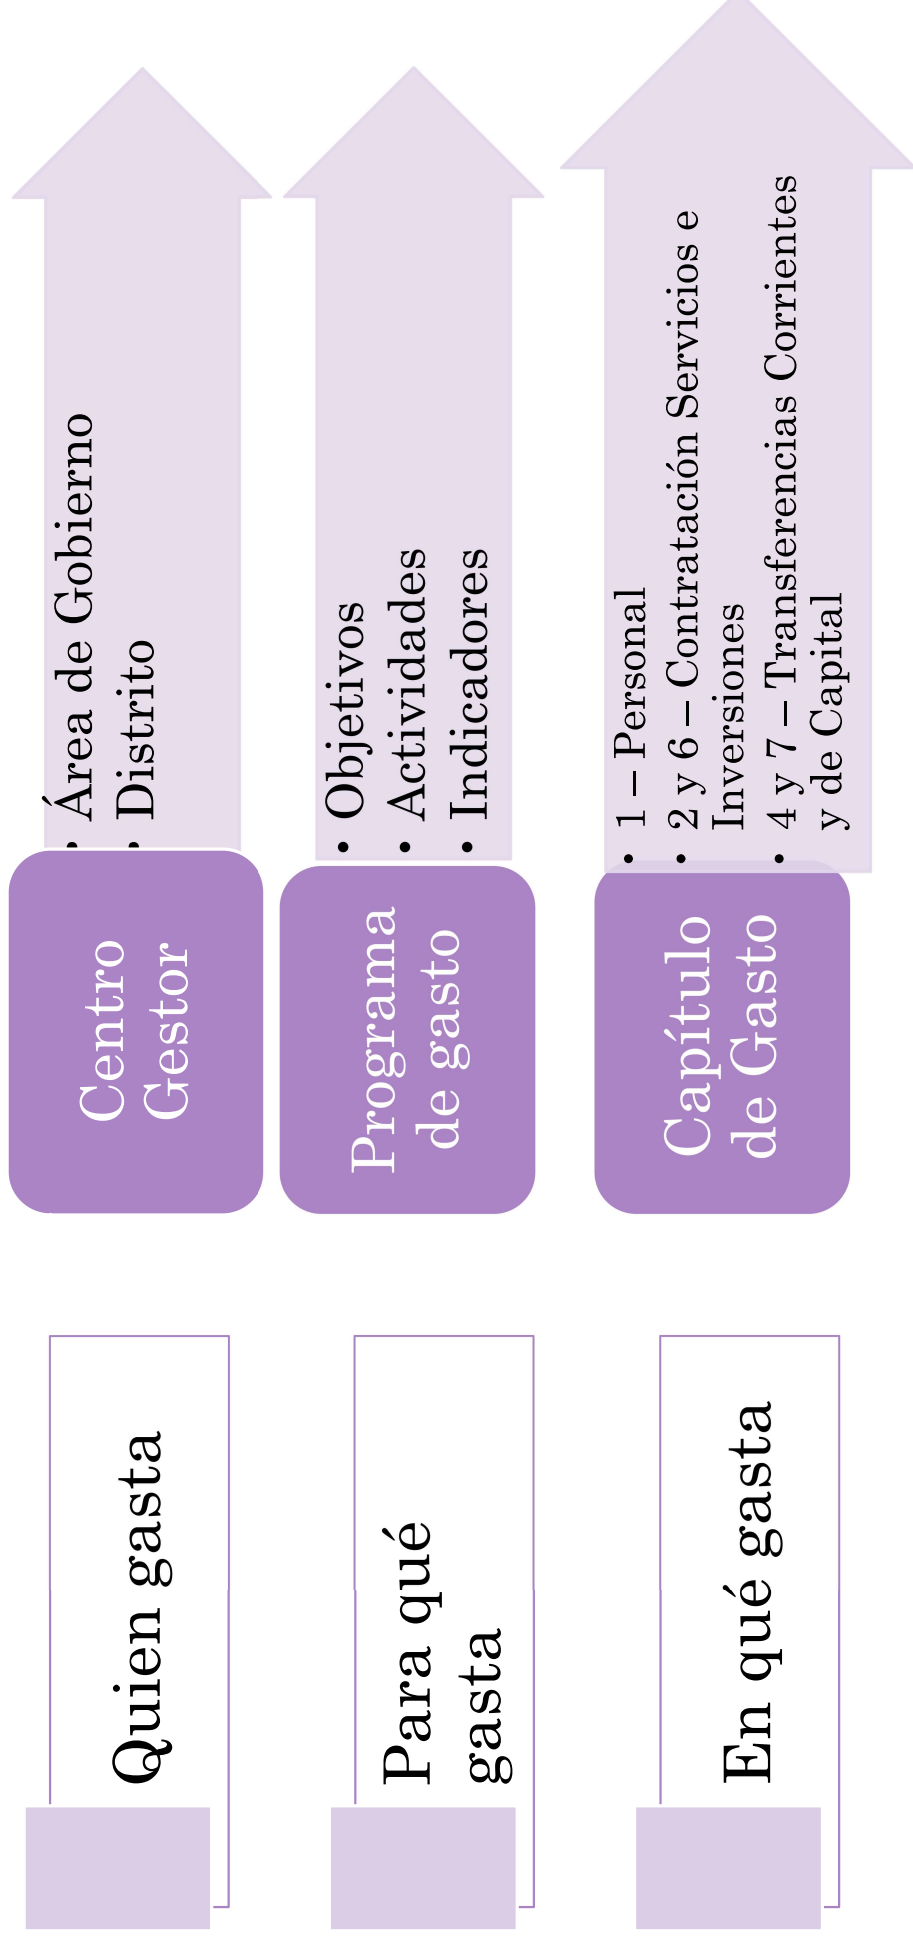 Quien gasta
Centro
Gestor
• Área de Gobierno
• Distrito
Para qué
gasta
Programa
de gasto
• Objetivos
• Actividades
• Indicadores
En qué gasta
Capítulo
de Gasto
• 1 – Personal
• 2 y 6 – Contratación Servicios e
Inversiones
• 4 y 7 – Transferencias Corrientes
y de Capital